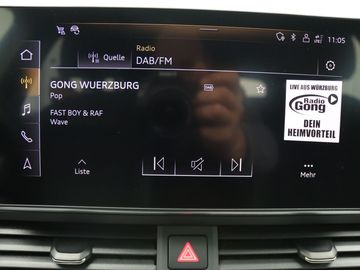 11:05
Quelle
Radio
DAB/FM
GONG WUERZBURG
DAB
Pop
FAST BOY & RAF
Wave
LIVE AUS WÜRZBURG
Radio
Gong
DEIN
HEIMVORTEIL
Liste
Mehr